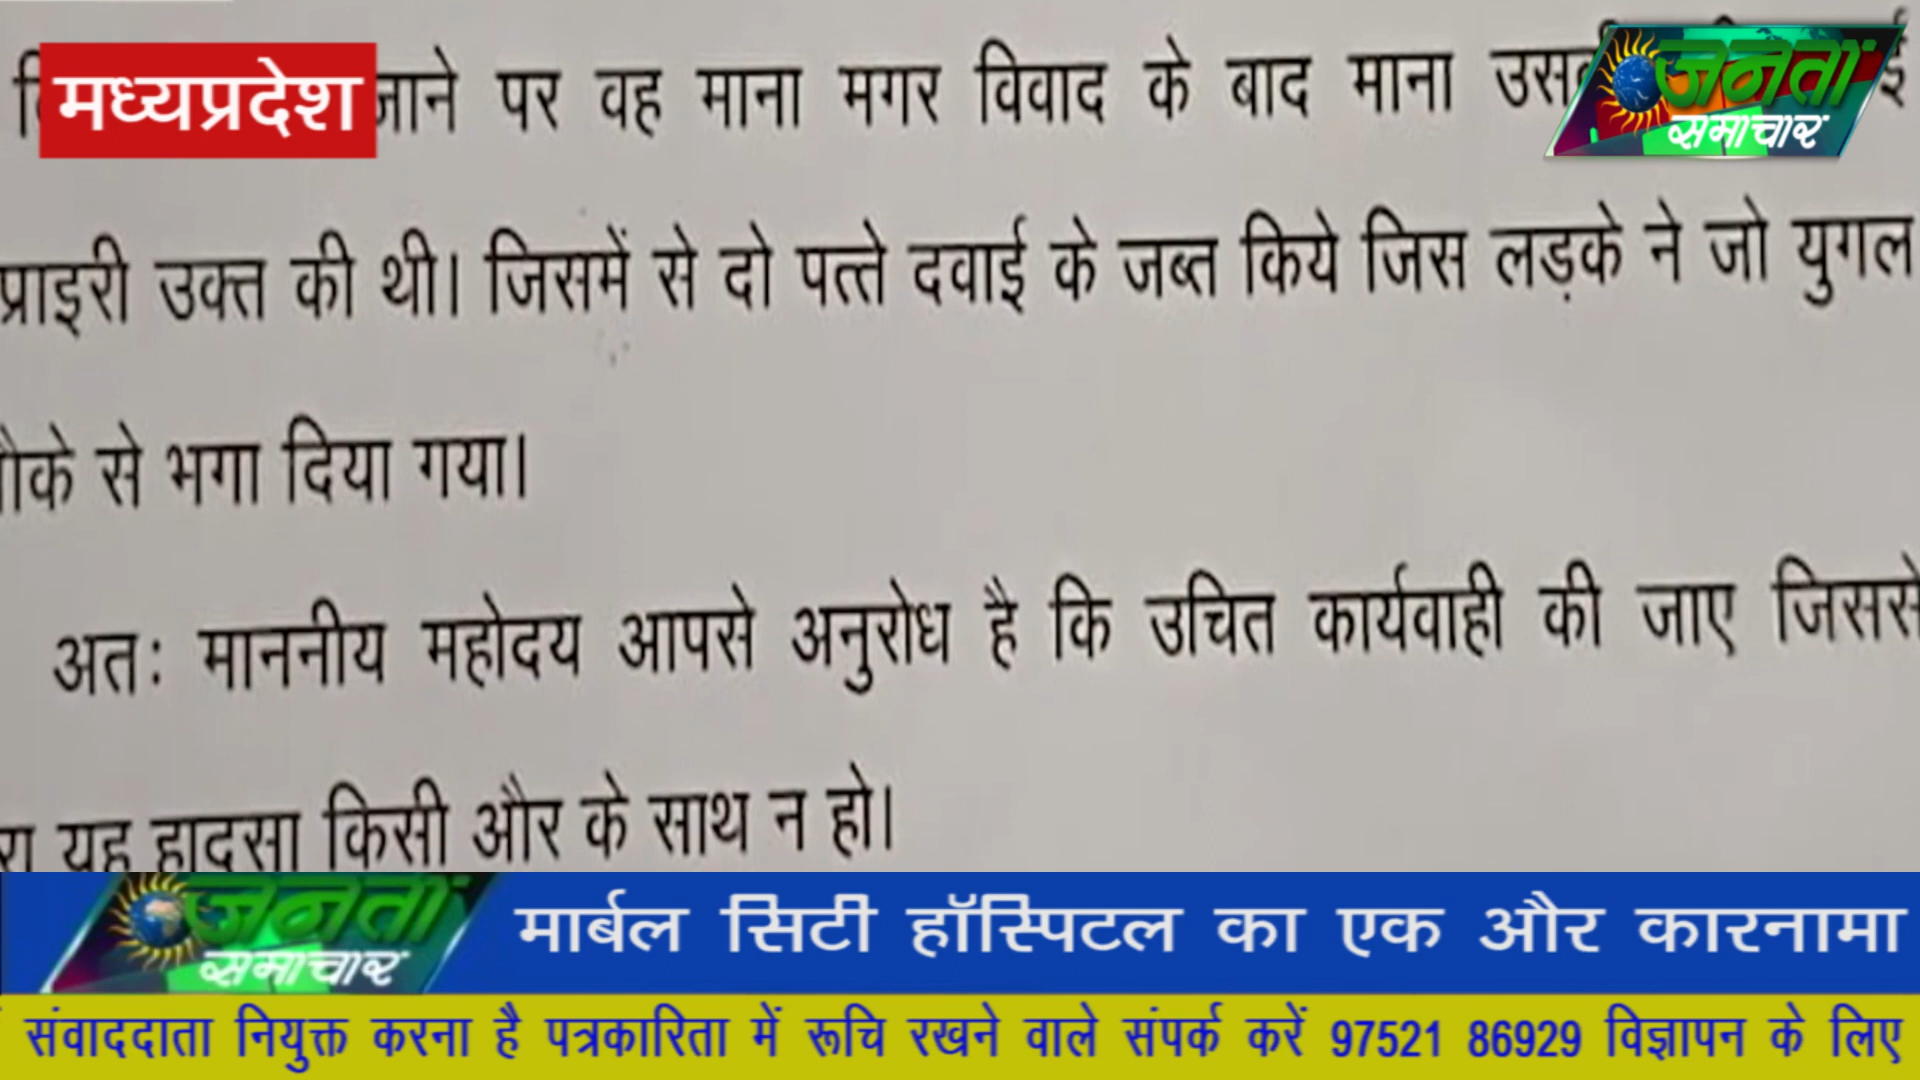 मध्यप्रदेश
जाने पर वह माना मगर विवाद के बाद माना
जनता
समाचार
प्राइरी उक्त की थी। जिसमें से दो पत्ते दवाई के जब्त किये जिस लड़के ने जो युगल
से भगा दिया गया।
अतः माननीय महोदय आपसे अनुरोध है कि उचित कार्यवाही की जाए जिससे
यह हादसा किसी और के साथ न हो।
जनता
समाचार
मार्बल सिटी हॉस्पिटल का एक और कारनामा
संवाददाता नियुक्त करना है पत्रकारिता में रूचि रखने वाले संपर्क करें 97521 86929 विज्ञापन के लिए